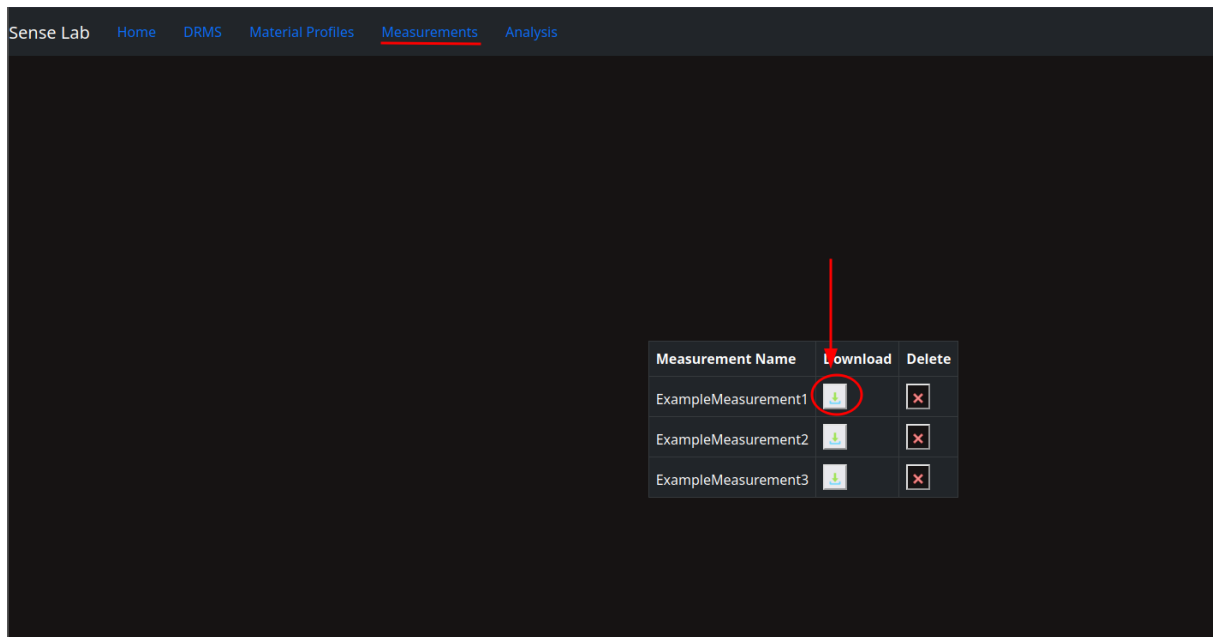 Sense Lab Home DRMS Material Profiles Measurements Analysis
Measurement Name Download Delete
ExampleMeasurement1
ExampleMeasurement2
ExampleMeasurement3